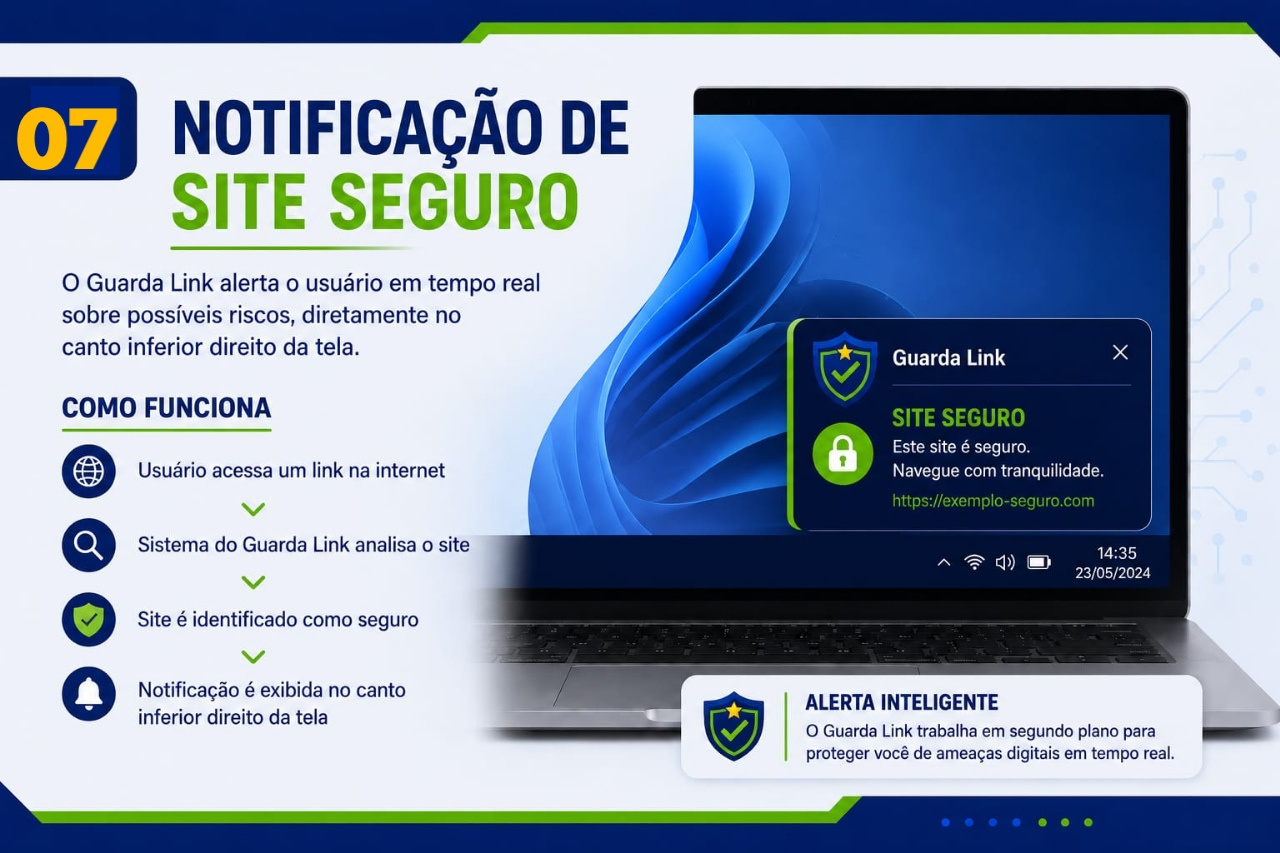 07
NOTIFICAÇÃO DE
SITE SEGURO
O Guarda Link alerta o usuário em tempo real
sobre possíveis riscos, diretamente no
canto inferior direito da tela.
COMO FUNCIONA
Usuário acessa um link na internet
Sistema do Guarda Link analisa o site
Site é identificado como seguro
Notificação é exibida no canto
inferior direito da tela
Guarda Link
SITE SEGURO
Este site é seguro.
Navegue com tranquilidade.
https://exemplo-seguro.com
14:35
23/05/2024
ALERTA INTELIGENTE
O Guarda Link trabalha em segundo plano para
proteger você de ameaças digitais em tempo real.